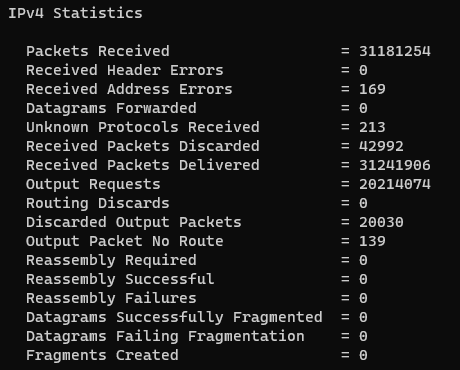 IPv4 Statistics
Packets Received = 31181254
Received Header Errors = 0
Received Address Errors = 169
Datagrams Forwarded = 0
Unknown Protocols Received = 213
Received Packets Discarded = 42992
Received Packets Delivered = 31241906
Output Requests = 20214074
Routing Discards = 0
Discarded Output Packets = 20030
Output Packet No Route = 139
Reassembly Required = 0
Reassembly Successful = 0
Reassembly Failures = 0
Datagrams Successfully Fragmented = 0
Datagrams Failing Fragmentation = 0
Fragments Created = 0